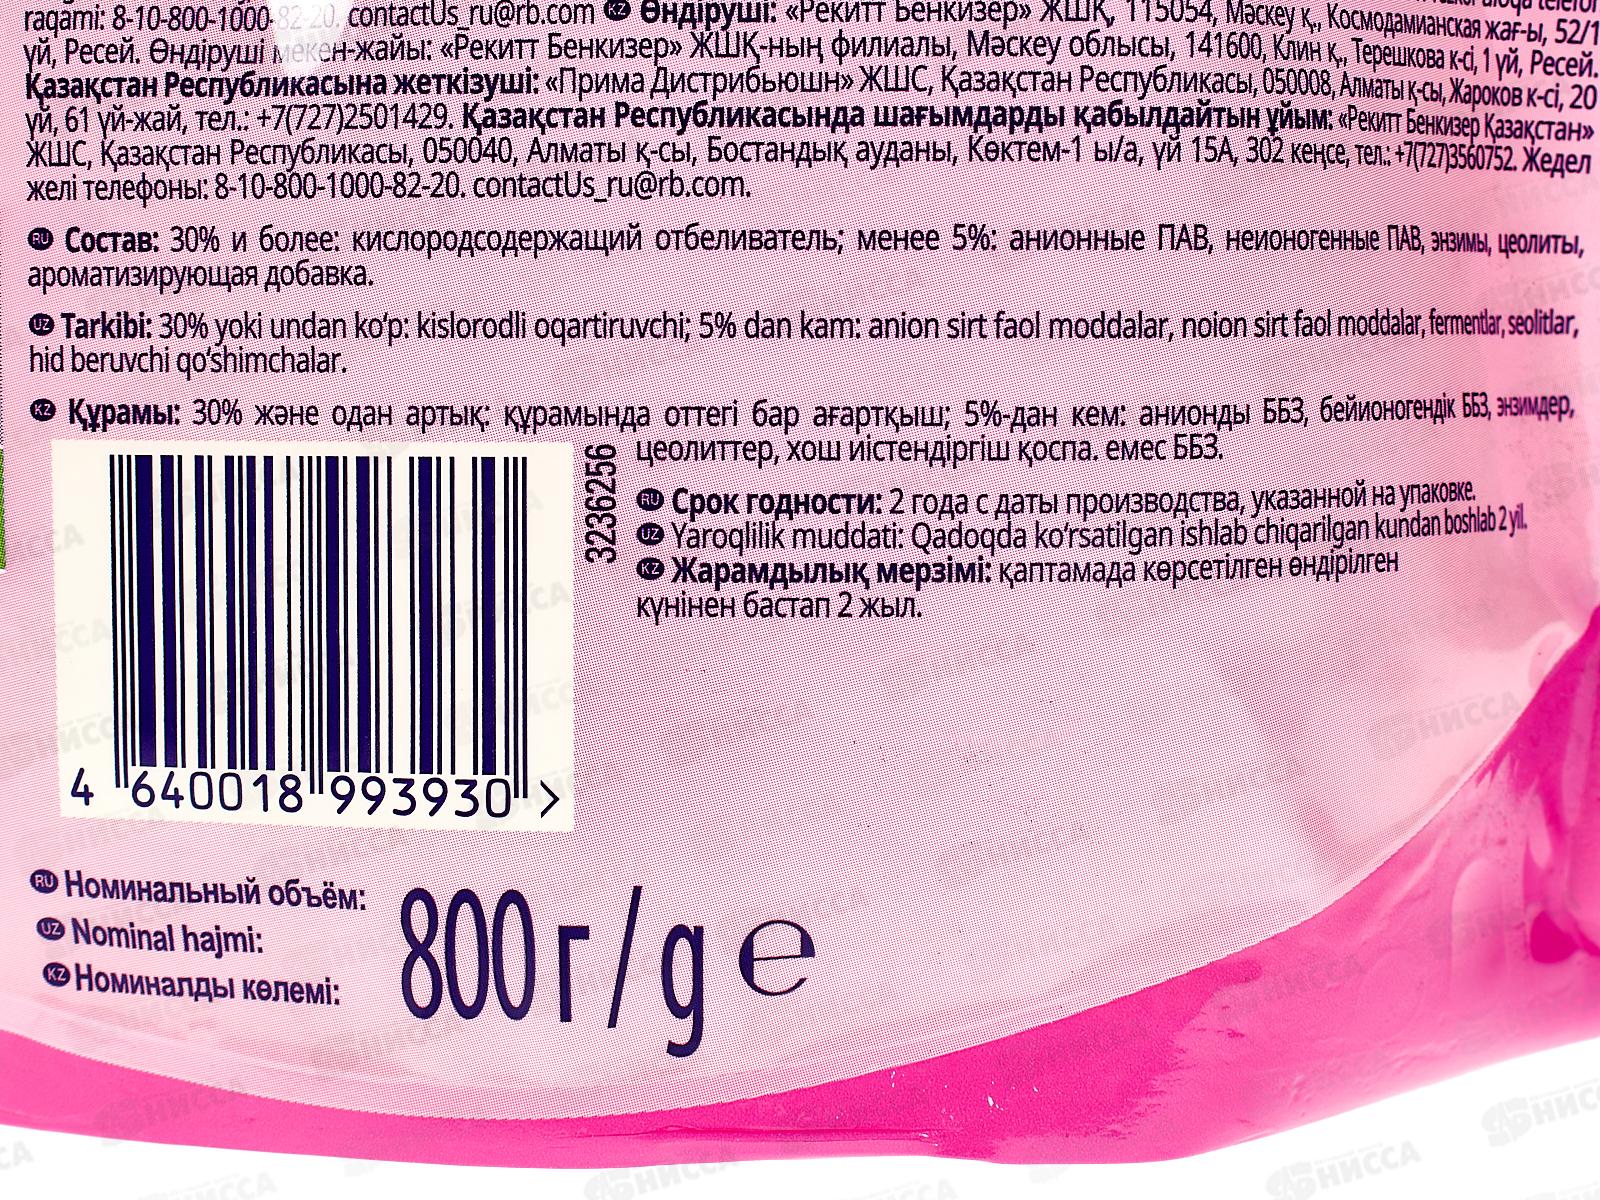 raqami: 8-10-800-1000-82-20. contactUs_ru@rb.com KZ Өндіруші: «Рекитт Бенкизер» ЖШҚ, 115054, Мәскеу қ., Космодамианская жағ-ы, 52/1
үй, Ресей. Өндіруші мекен-жайы: «Рекитт Бенкизер» ЖШҚ-ның филиалы, Мәскеу облысы, 141600, Клин қ., Терешкова к-сі, 1 үй, Ресей.
Қазақстан Республикасына жеткізуші: «Прима Дистрибьюшн» ЖШС, Қазақстан Республикасы, 050008, Алматы қ-сы, Жароков к-сі, 20
үй, 61 үй-жай, тел.: +7(727)2501429. Қазақстан Республикасында шағымдарды қабылдайтын ұйым: «Рекитт Бенкизер Қазақстан»
ЖШС, Қазақстан Республикасы, 050040, Алматы қ-сы, Бостандық ауданы, Көктем-1 ы/а, үй 15А, 302 кеңсе, тел.: +7(727)3560752. Жедел
желі телефоны: 8-10-800-1000-82-20. contactUs_ru@rb.com.
RU Состав: 30% и более: кислородсодержащий отбеливатель; менее 5%: анионные ПАВ, неионогенные ПАВ, энзимы, цеолиты,
ароматизирующая добавка.
UZ Tarkibi: 30% yoki undan ko‘p: kislorodli oqartiruvchi; 5% dan kam: anion sirt faol moddalar, noion sirt faol moddalar, fermentlar, seolitlar,
hid beruvchi qo‘shimchalar.
KZ Құрамы: 30% және одан артық: құрамында оттегі бар ағартқыш; 5%-дан кем: анионды ББЗ, бейионогендік ББЗ, энзимдер,
цеолиттер, хош иістендіргіш қоспа. емес ББЗ.
3236256
RU Срок годности: 2 года с даты производства, указанной на упаковке.
UZ Yaroqlilik muddati: Qadoqda ko‘rsatilgan ishlab chiqarilgan kundan boshlab 2 yil.
KZ Жарамдылық мерзімі: қаптамада көрсетілген өндірілген
күнінен бастап 2 жыл.
4 640018 993930 >
RU Номинальный объём:
UZ Nominal hajmi:
KZ Номиналды көлемі:
800 г/g ℮